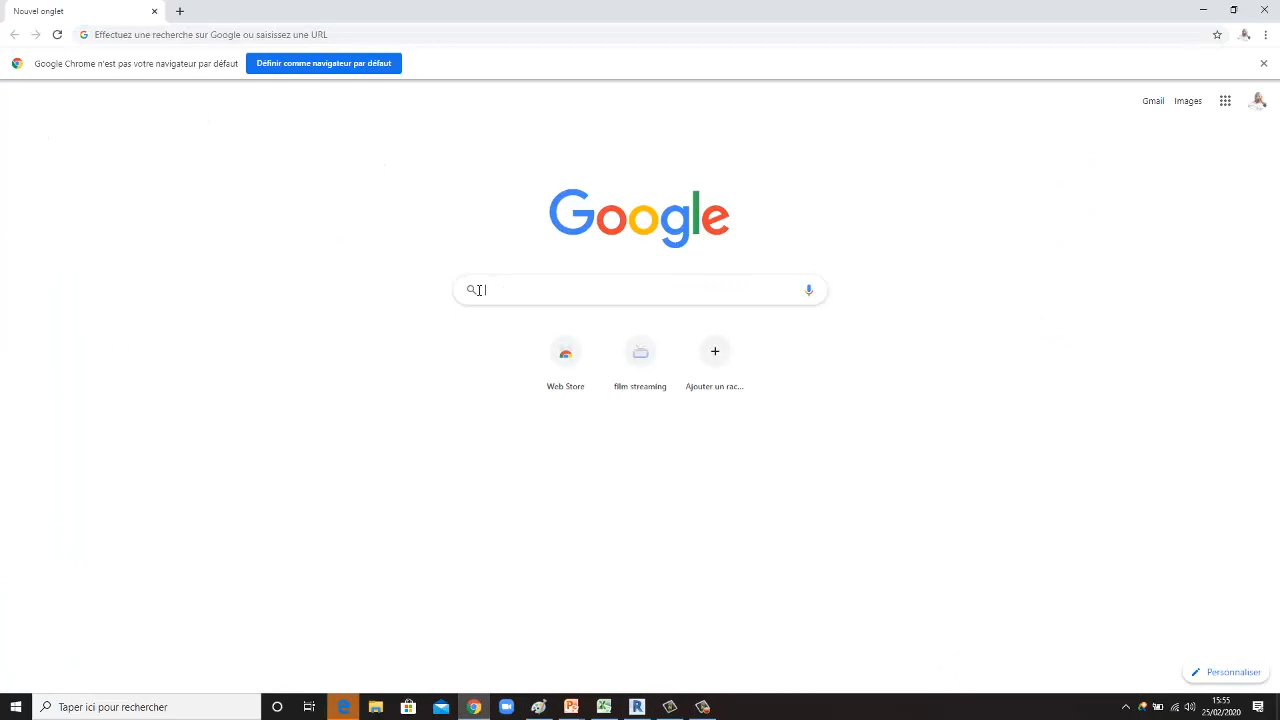 Nouvel onglet
Effectuez une recherche sur Google ou saisissez une URL
Google Chrome n'est pas votre navigateur par défaut
Définir comme navigateur par défaut
Gmail Images
Google
Web Store
film streaming
Ajouter un rac...
Personnaliser
Taper ici pour rechercher
15:55
25/02/2020